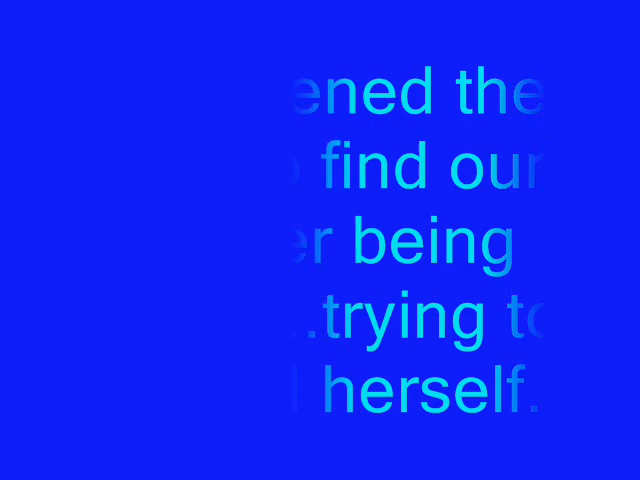 ened the
find our
er being
..trying to
herself.